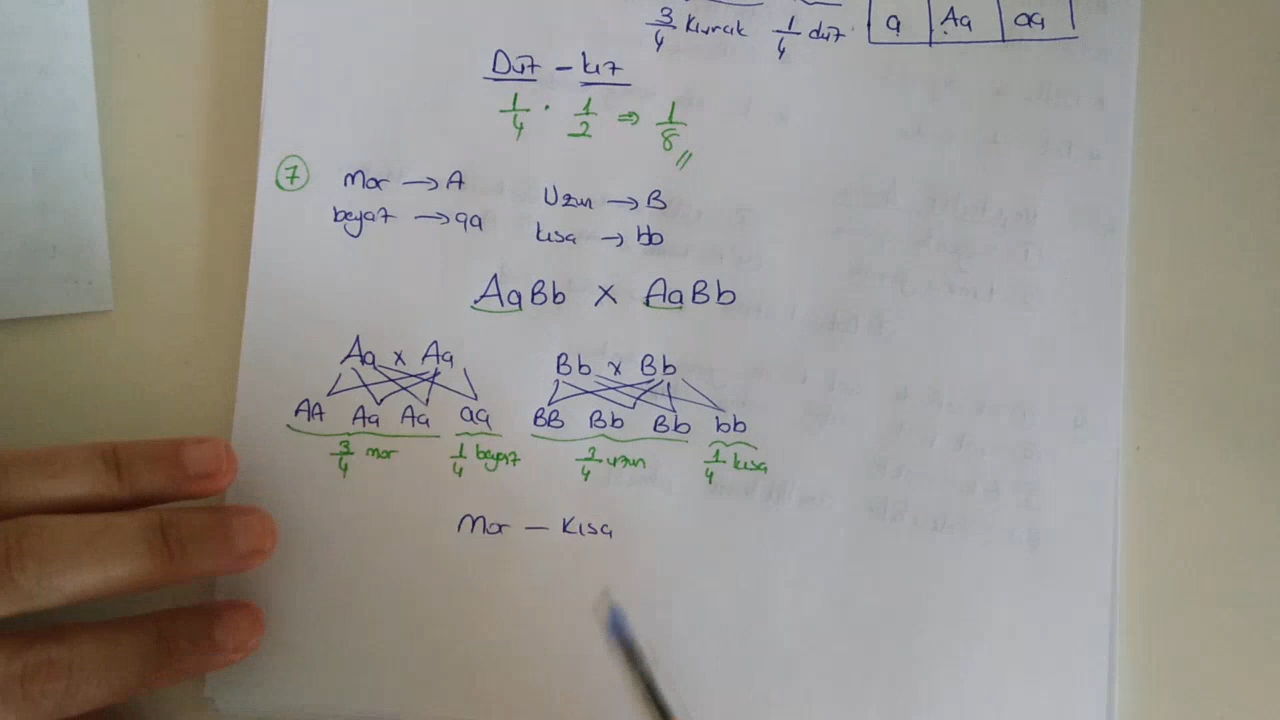 3/4 Kıvırcık 1/4 düz a Aa aa
Düz - kız
1/4 . 1/2 ⇒ 1/8 //
7 Mor → A Uzun → B
beyaz → aa kısa → bb
AaBb X AaBb
Aa x Aa Bb x Bb
AA Aa Aa aa BB Bb Bb bb
3/4 mor 1/4 beyaz 3/4 uzun 1/4 kısa
Mor - Kısa